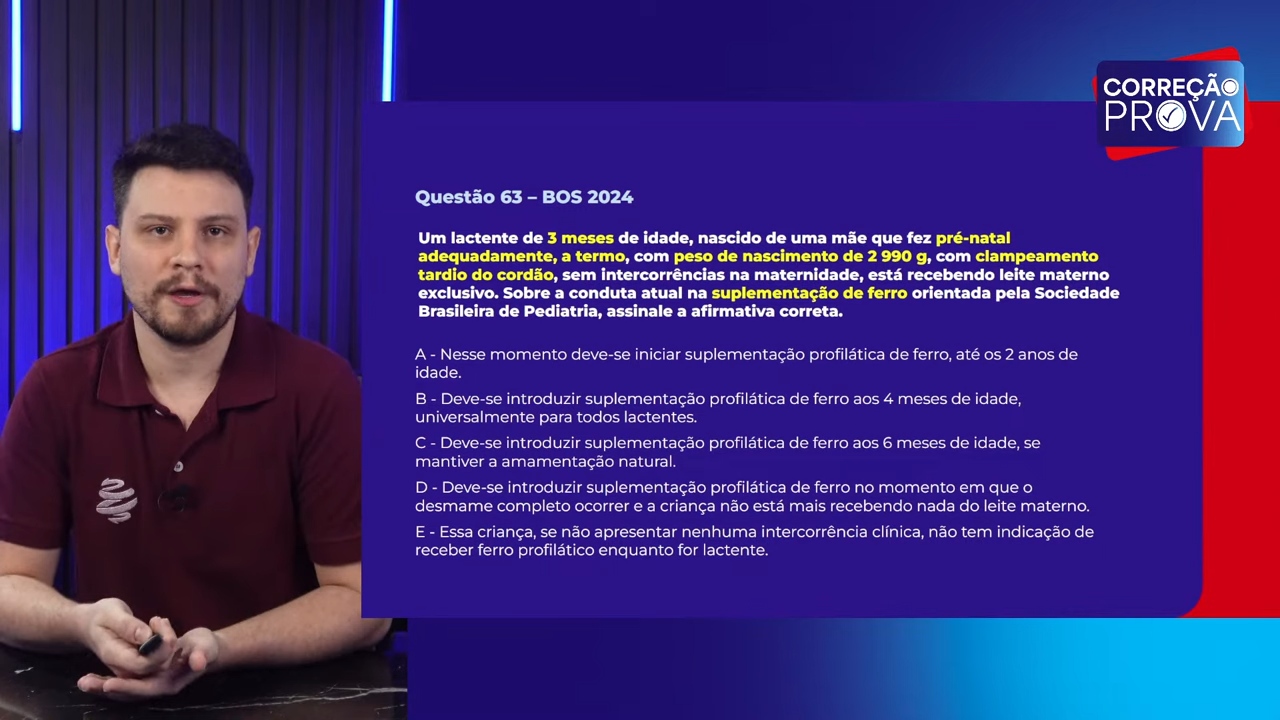 CORREÇÃO
PROVA
Questão 63 – BOS 2024
Um lactente de 3 meses de idade, nascido de uma mãe que fez pré-natal
adequadamente, a termo, com peso de nascimento de 2 990 g, com clampeamento
tardio do cordão, sem intercorrências na maternidade, está recebendo leite materno
exclusivo. Sobre a conduta atual na suplementação de ferro orientada pela Sociedade
Brasileira de Pediatria, assinale a afirmativa correta.
A - Nesse momento deve-se iniciar suplementação profilática de ferro, até os 2 anos de
idade.
B - Deve-se introduzir suplementação profilática de ferro aos 4 meses de idade,
universalmente para todos lactentes.
C - Deve-se introduzir suplementação profilática de ferro aos 6 meses de idade, se
mantiver a amamentação natural.
D - Deve-se introduzir suplementação profilática de ferro no momento em que o
desmame completo ocorrer e a criança não está mais recebendo nada do leite materno.
E - Essa criança, se não apresentar nenhuma intercorrência clínica, não tem indicação de
receber ferro profilático enquanto for lactente.